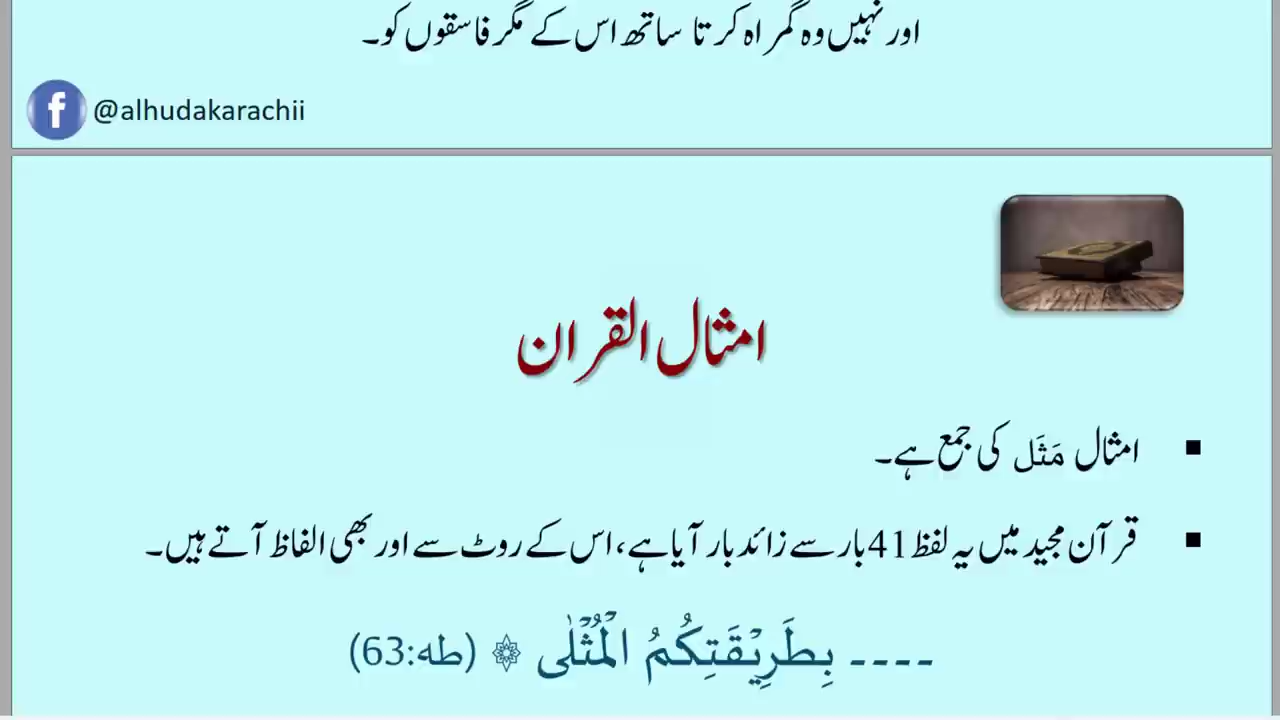 اور نہیں وہ گمراہ کرتا ساتھ اس کے مگر فاسقوں کو۔
@alhudakarachii
امثال القران
امثال مَثَل کی جمع ہے۔
قرآن مجید میں یہ لفظ 41 بار سے زائد بار آیا ہے، اس کے روٹ سے اور بھی الفاظ آتے ہیں۔
---- بِطَرِيْقَتِكُمُ الْمُثْلٰى ۞ (طه:63)